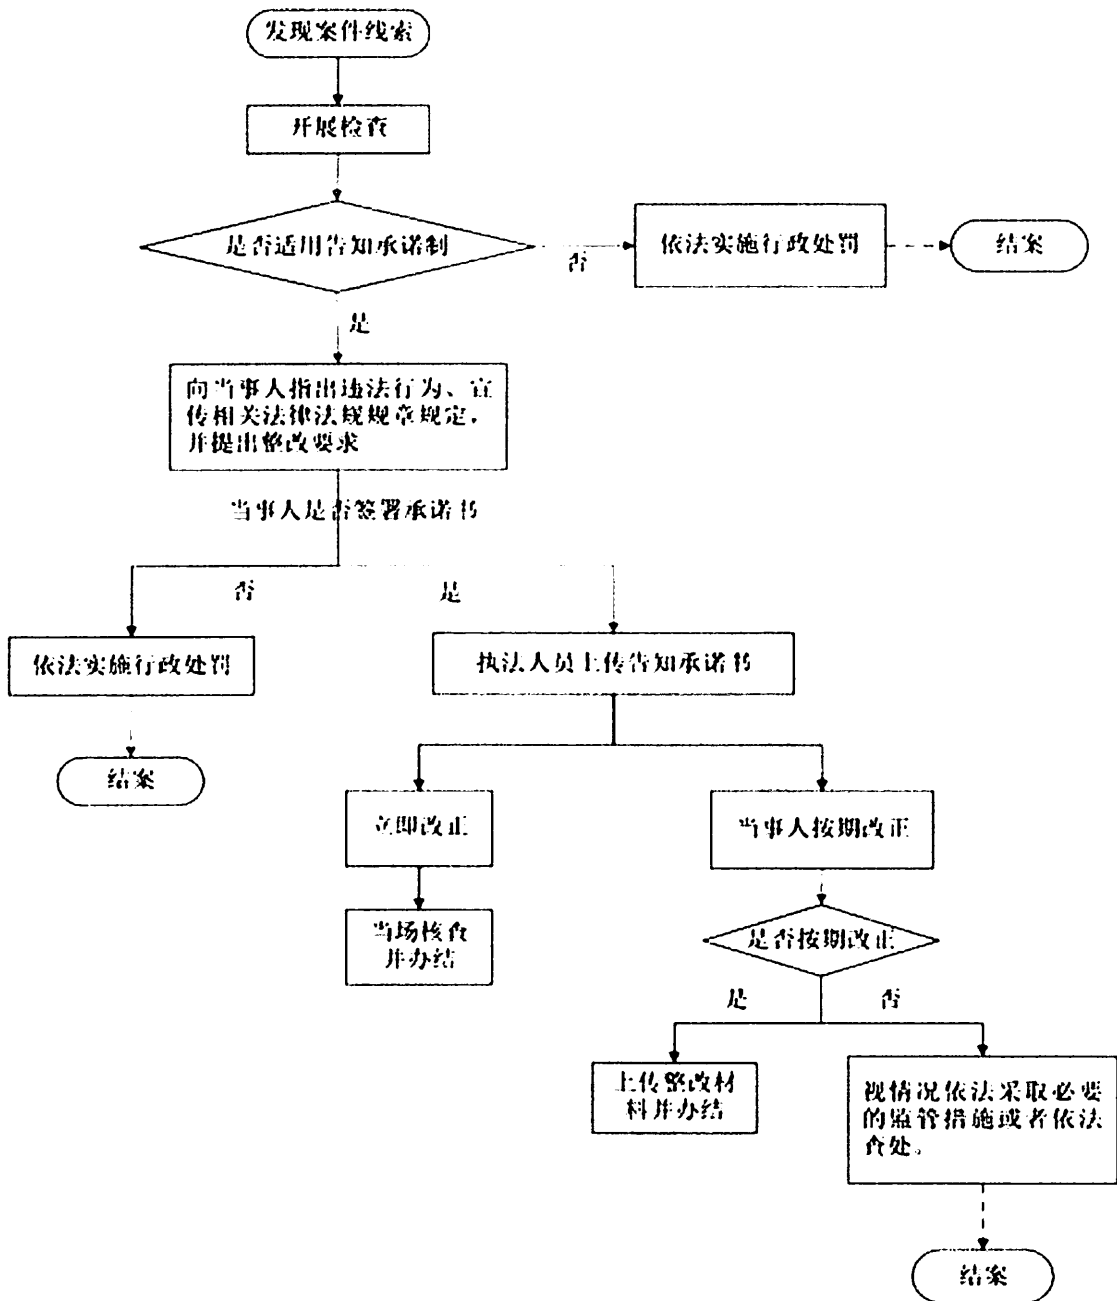 发现案件线索
开展检查
是否适用告知承诺制
否
依法实施行政处罚
结案
是
向当事人指出违法行为、宣
传相关法律法规规章规定，
并提出整改要求
当事人是否签署承诺书
否
是
依法实施行政处罚
执法人员上传告知承诺书
结案
立即改正
当事人按期改正
当场核查
并办结
是否按期改正
是
否
上传整改材
料并办结
视情况依法采取必要
的监管措施或者依法
查处。
结案